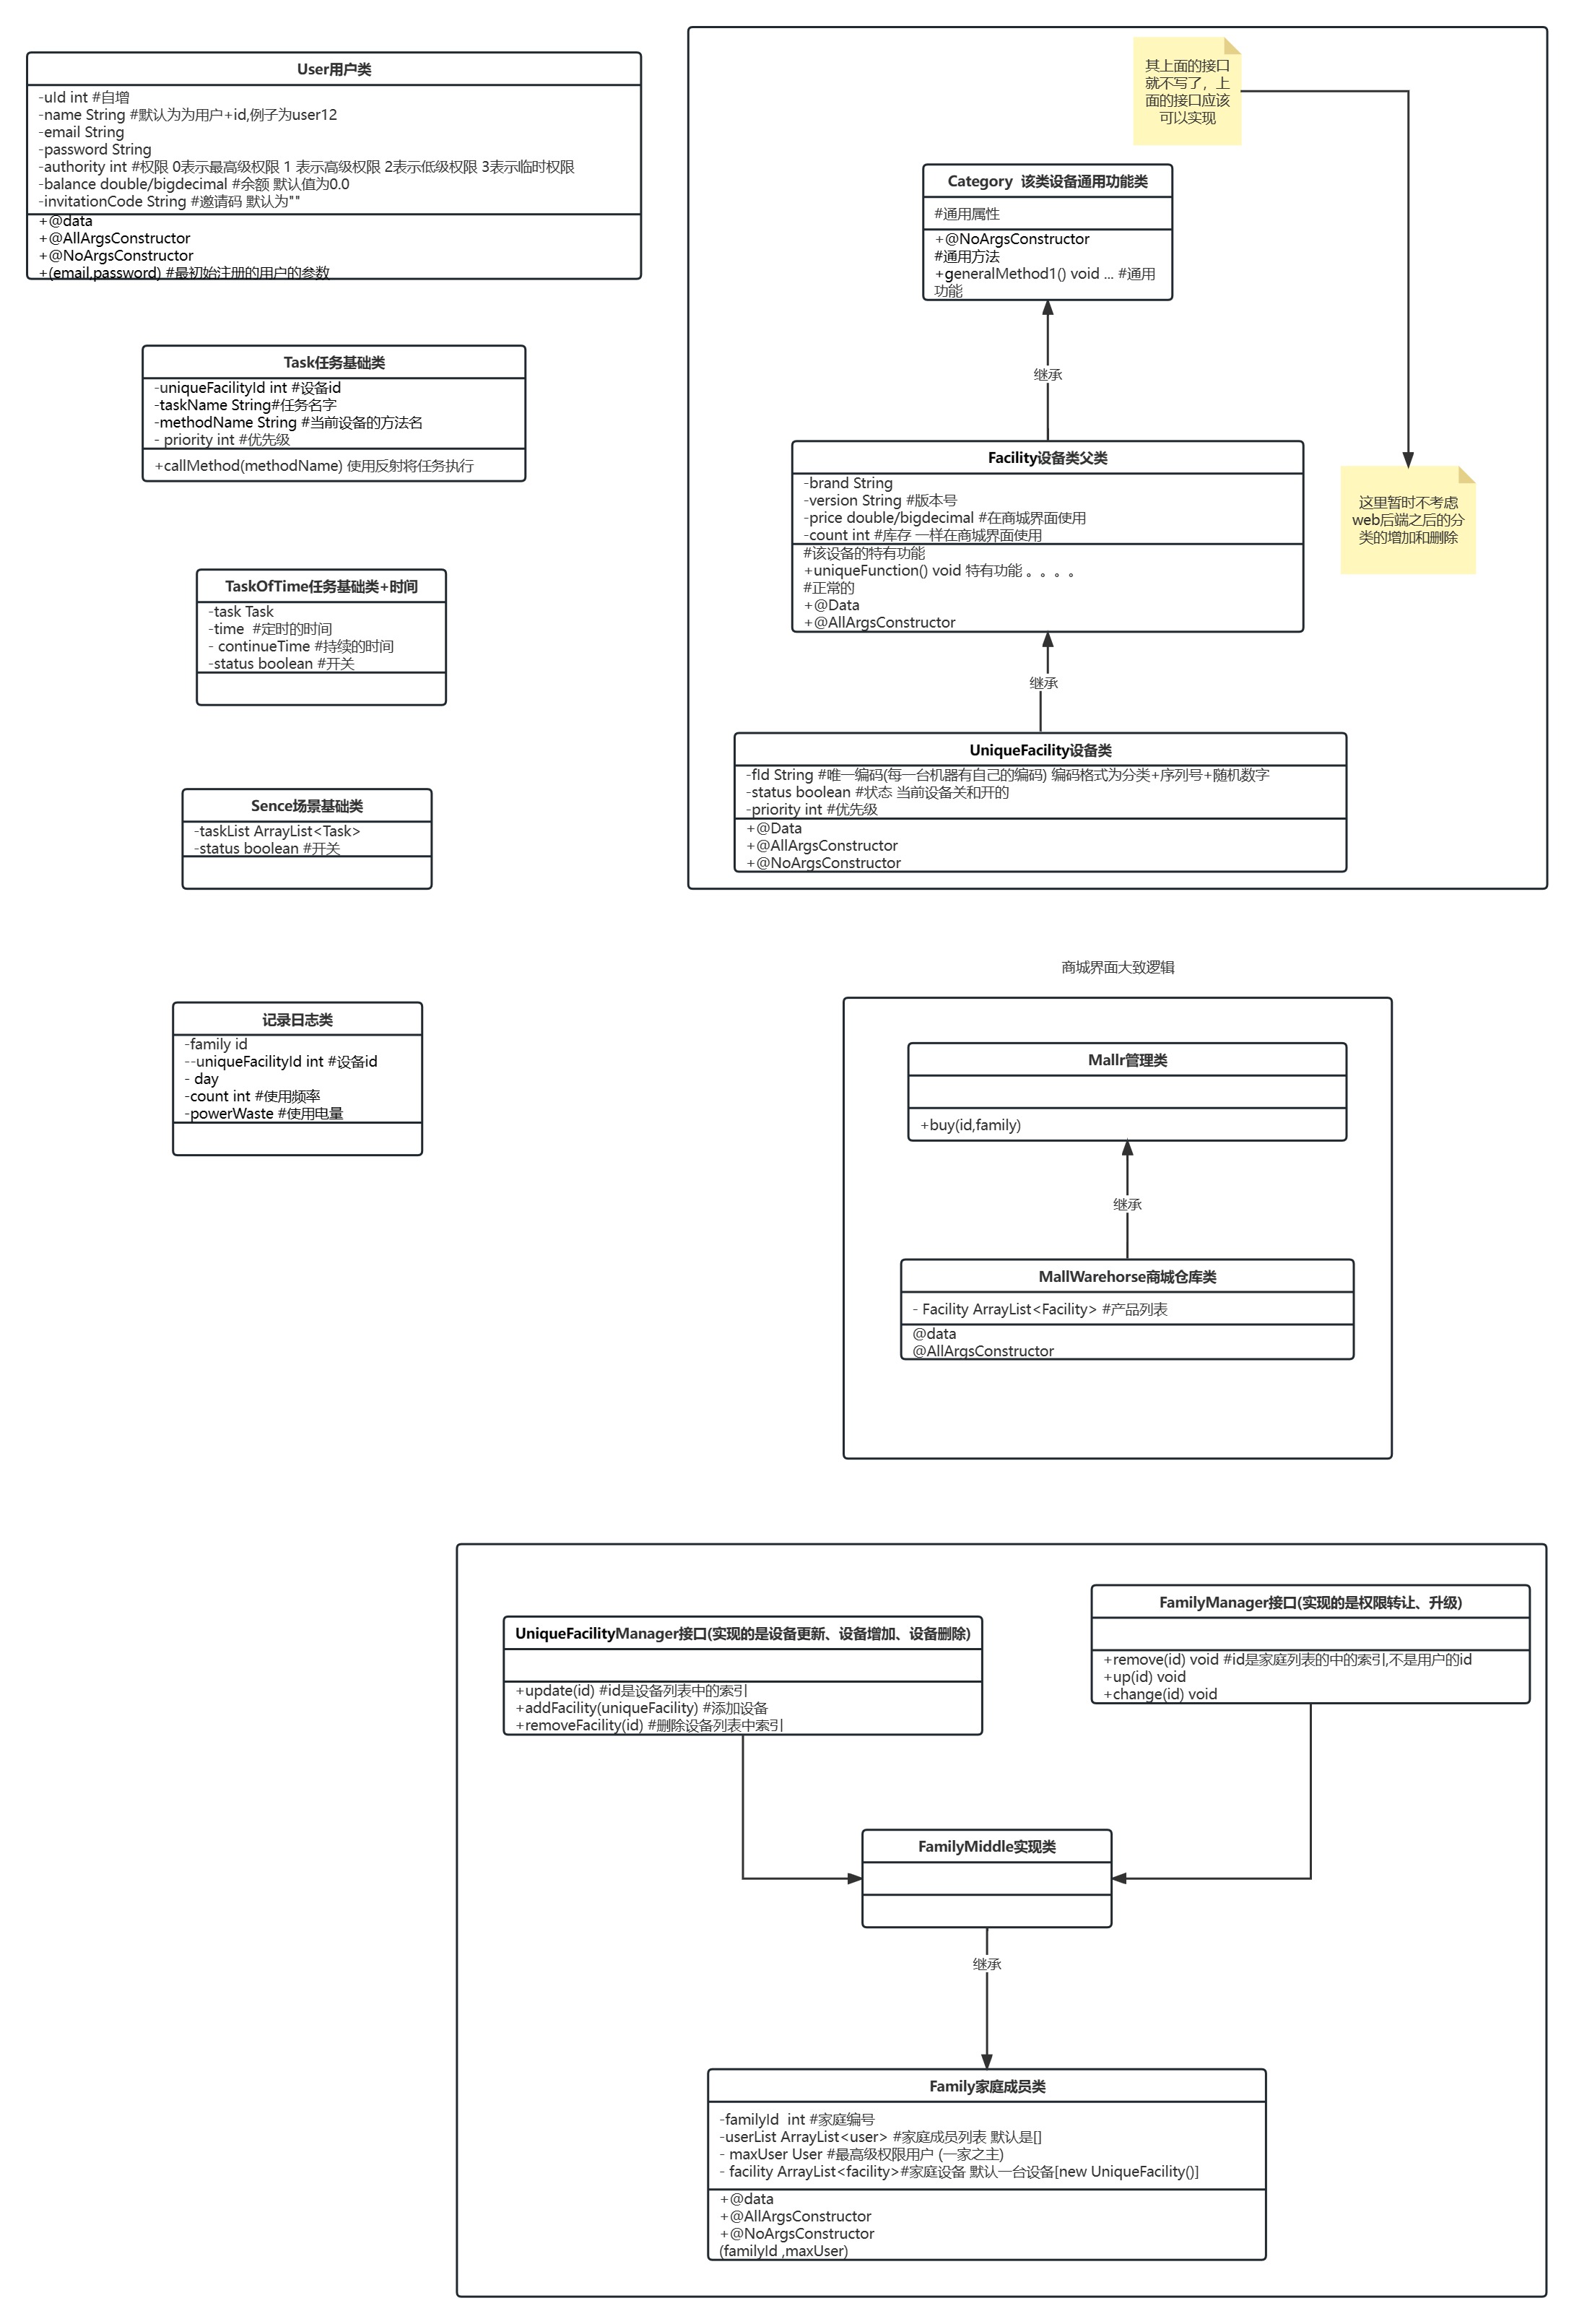 User用户类
-uId int #自增
-name String #默认为为用户+id,例子为user12
-email String
-password String
-authority int #权限 0表示最高级权限 1 表示高级权限 2表示低级权限 3表示临时权限
-balance double/bigdecimal #余额 默认值为0.0
-invitationCode String #邀请码 默认为""
+@data
+@AllArgsConstructor
+@NoArgsConstructor
+(email,password) #最初始注册的用户的参数
Task任务基础类
-uniqueFacilityId int #设备id
-taskName String#任务名字
-methodName String #当前设备的方法名
- priority int #优先级
+callMethod(methodName) 使用反射将任务执行
TaskOfTime任务基础类+时间
-task Task
-time  #定时的时间
- continueTime #持续的时间
-status boolean #开关
Sence场景基础类
-taskList ArrayList<Task>
-status boolean #开关
记录日志类
-family id
--uniqueFacilityId int #设备id
- day
-count int #使用频率
-powerWaste #使用电量
其上面的接口
就不写了，上
面的接口应该
可以实现
Category  该类设备通用功能类
#通用属性
+@NoArgsConstructor
#通用方法
+generalMethod1() void ... #通用
功能
继承
Facility设备类父类
-brand String
-version String #版本号
-price double/bigdecimal #在商城界面使用
-count int #库存 一样在商城界面使用
#该设备的特有功能
+uniqueFunction() void 特有功能 。。。。
#正常的
+@Data
+@AllArgsConstructor
这里暂时不考虑
web后端之后的分
类的增加和删除
继承
UniqueFacility设备类
-fId String #唯一编码(每一台机器有自己的编码) 编码格式为分类+序列号+随机数字
-status boolean #状态 当前设备关和开的
-priority int #优先级
+@Data
+@AllArgsConstructor
+@NoArgsConstructor
商城界面大致逻辑
Mallr管理类
+buy(id,family)
继承
MallWarehorse商城仓库类
- Facility ArrayList<Facility> #产品列表
@data
@AllArgsConstructor
UniqueFacilityManager接口(实现的是设备更新、设备增加、设备删除)
+update(id) #id是设备列表中的索引
+addFacility(uniqueFacility) #添加设备
+removeFacility(id) #删除设备列表中索引
FamilyManager接口(实现的是权限转让、升级)
+remove(id) void #id是家庭列表的中的索引,不是用户的id
+up(id) void
+change(id) void
FamilyMiddle实现类
继承
Family家庭成员类
-familyId  int #家庭编号
-userList ArrayList<user> #家庭成员列表 默认是[]
- maxUser User #最高级权限用户 (一家之主)
- facility ArrayList<facility>#家庭设备 默认一台设备[new UniqueFacility()]
+@data
+@AllArgsConstructor
+@NoArgsConstructor
(familyId ,maxUser)